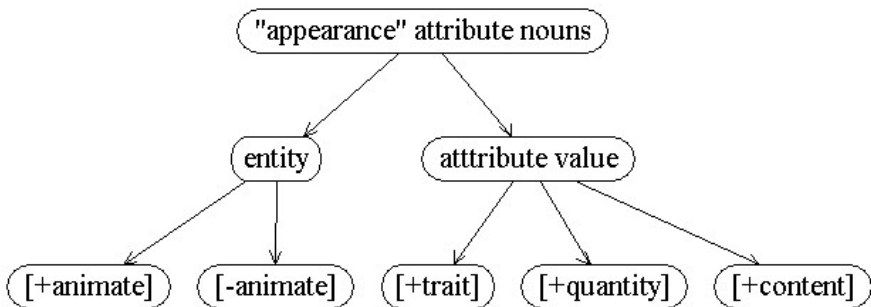 "appearance" attribute nouns
entity atttribute value
[+animate] [-animate] [+trait] [+quantity] [+content]